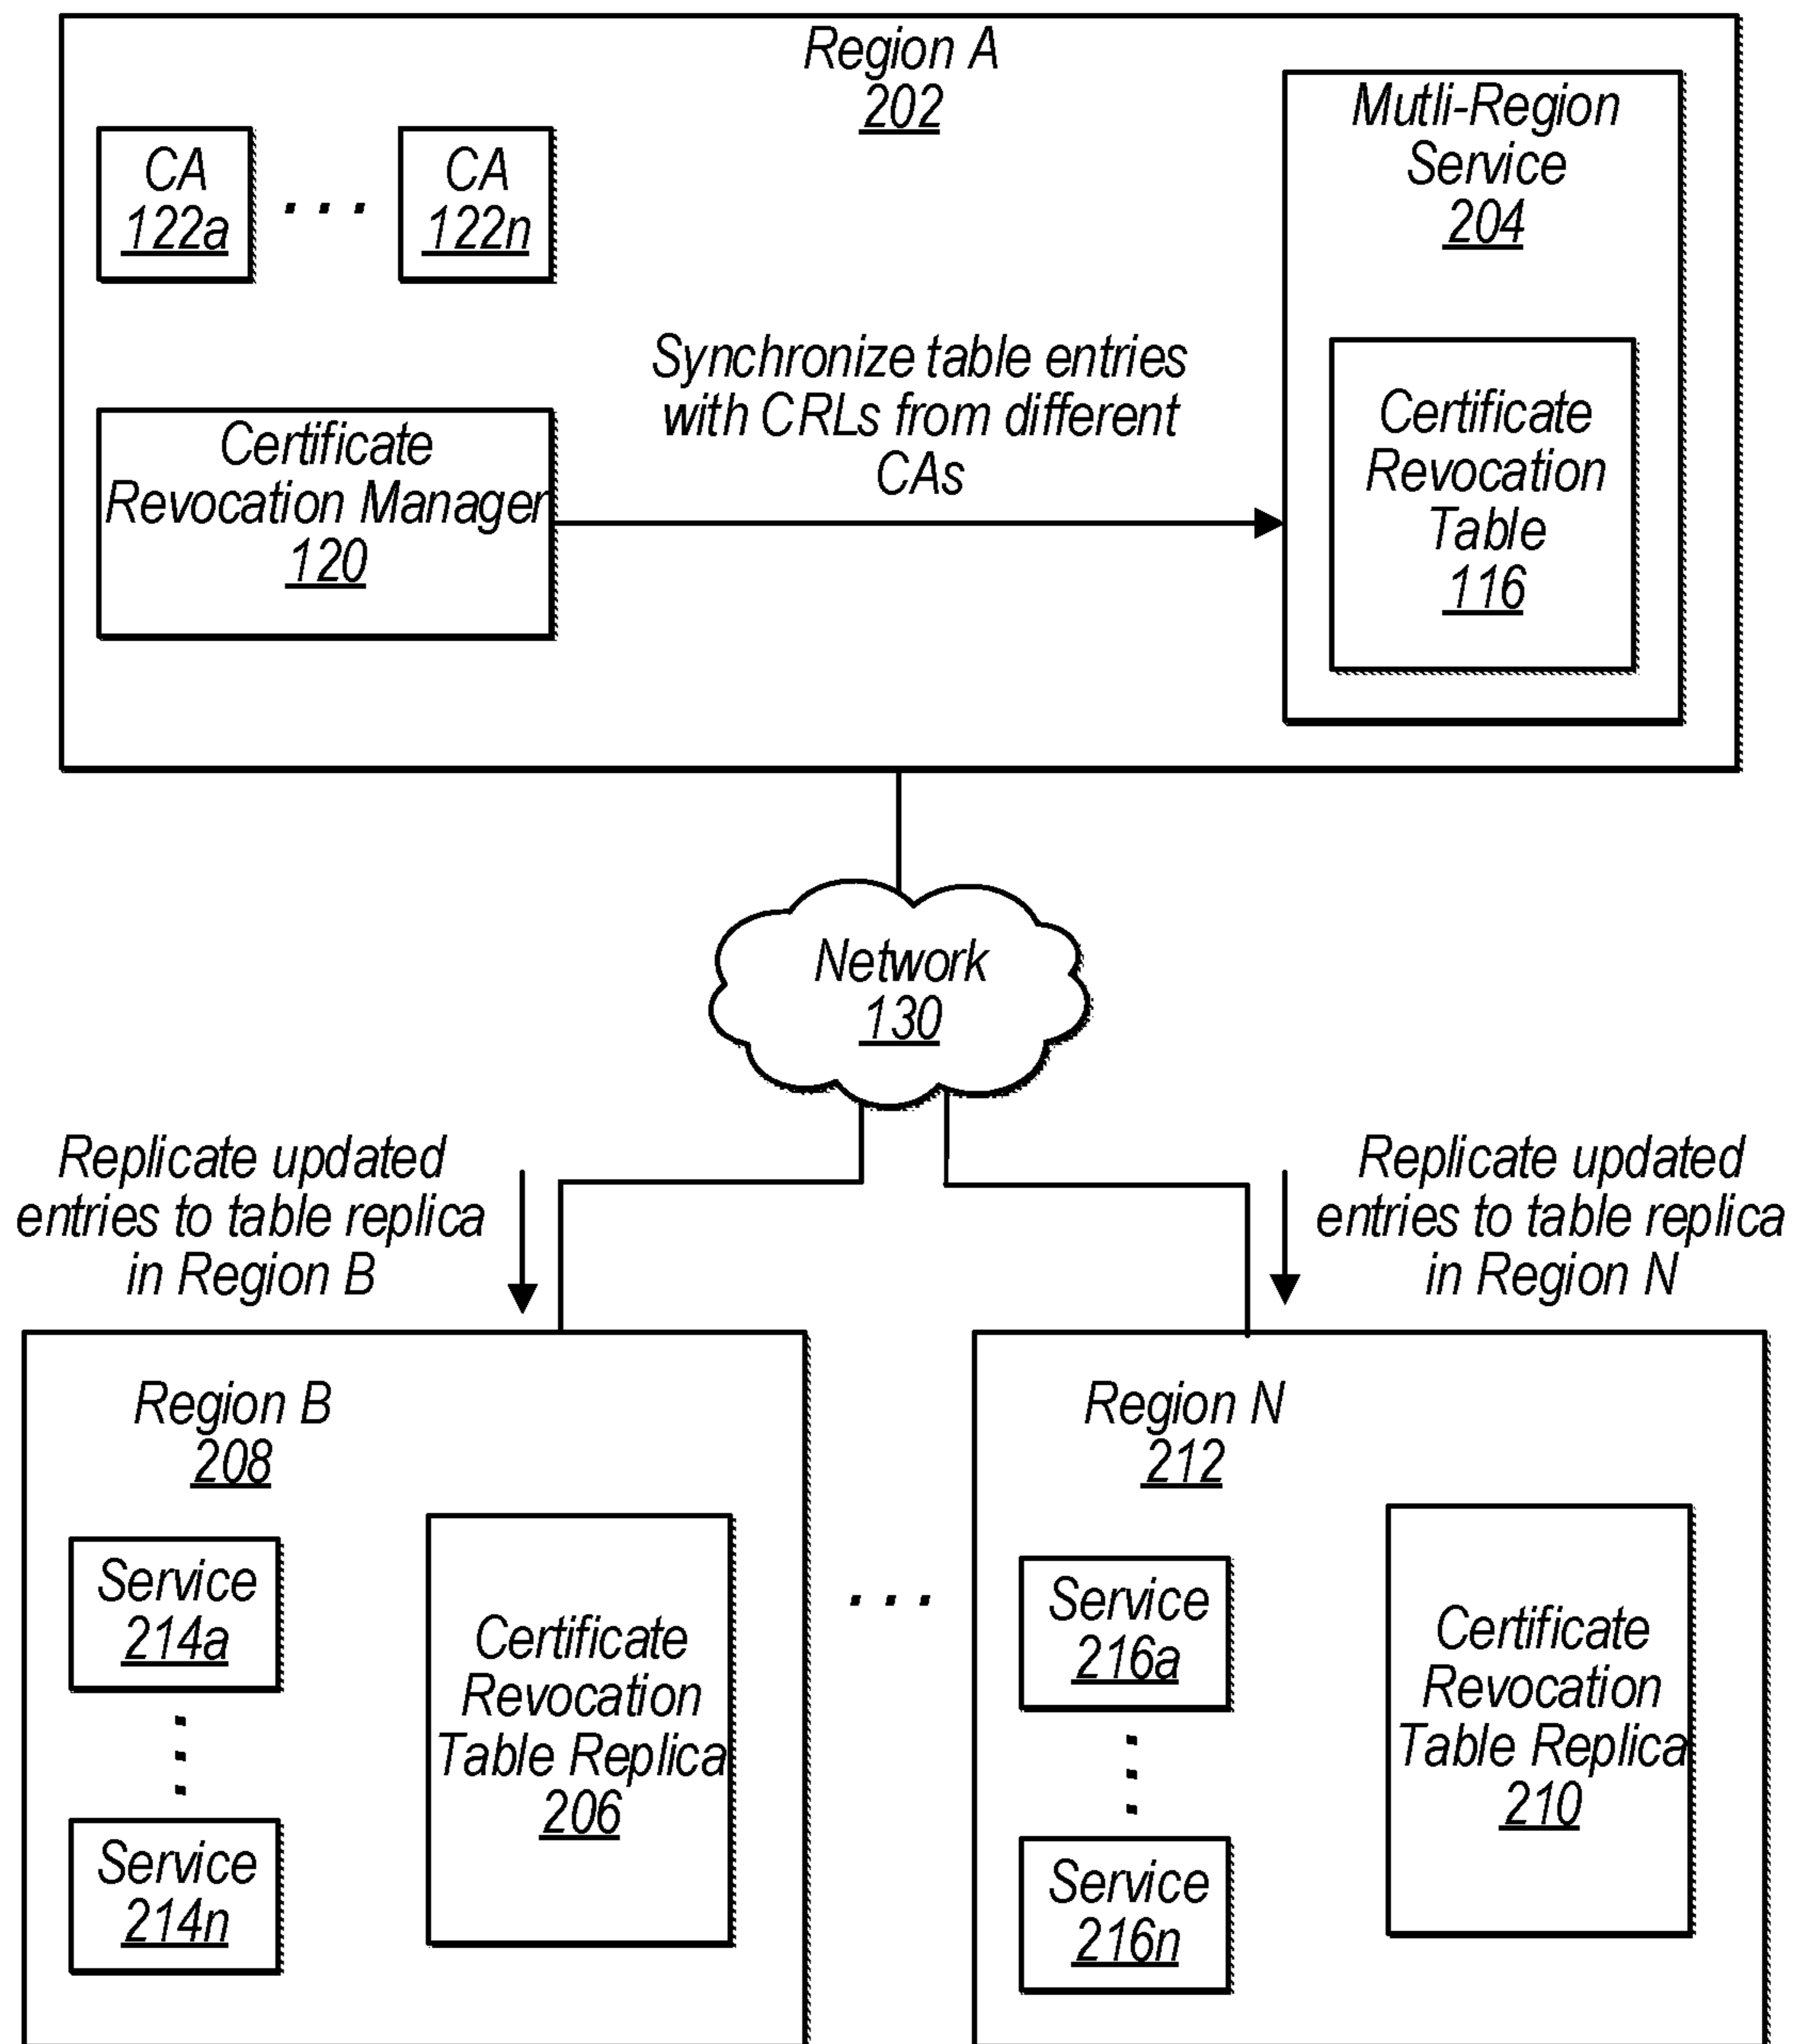 Region A
202
CA
122a
. . .
CA
122n
Mutli-Region
Service
204
Synchronize table entries
with CRLs from different
CAs
Certificate
Revocation Manager
120
Certificate
Revocation
Table
116
Network
130
Replicate updated
entries to table replica
in Region B
Replicate updated
entries to table replica
in Region N
Region B
208
Service
214a
Service
214n
Certificate
Revocation
Table Replica
206
. . .
Region N
212
Service
216a
Service
216n
Certificate
Revocation
Table Replica
210